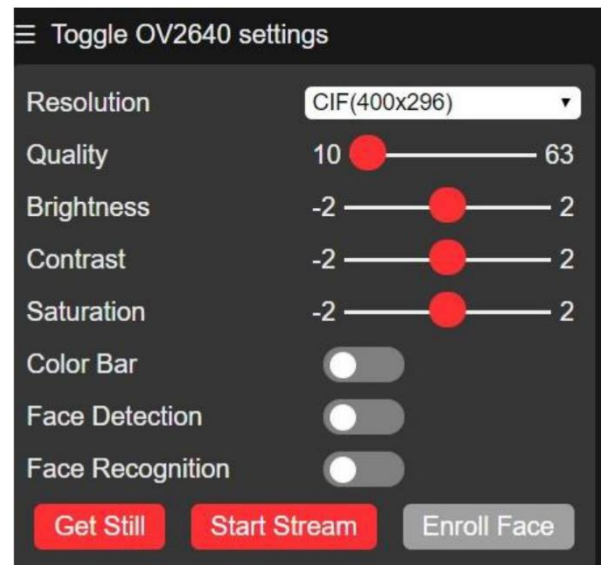 ☰ Toggle OV2640 settings
Resolution CIF(400x296)
Quality 10 63
Brightness -2 2
Contrast -2 2
Saturation -2 2
Color Bar
Face Detection
Face Recognition
Get Still Start Stream Enroll Face